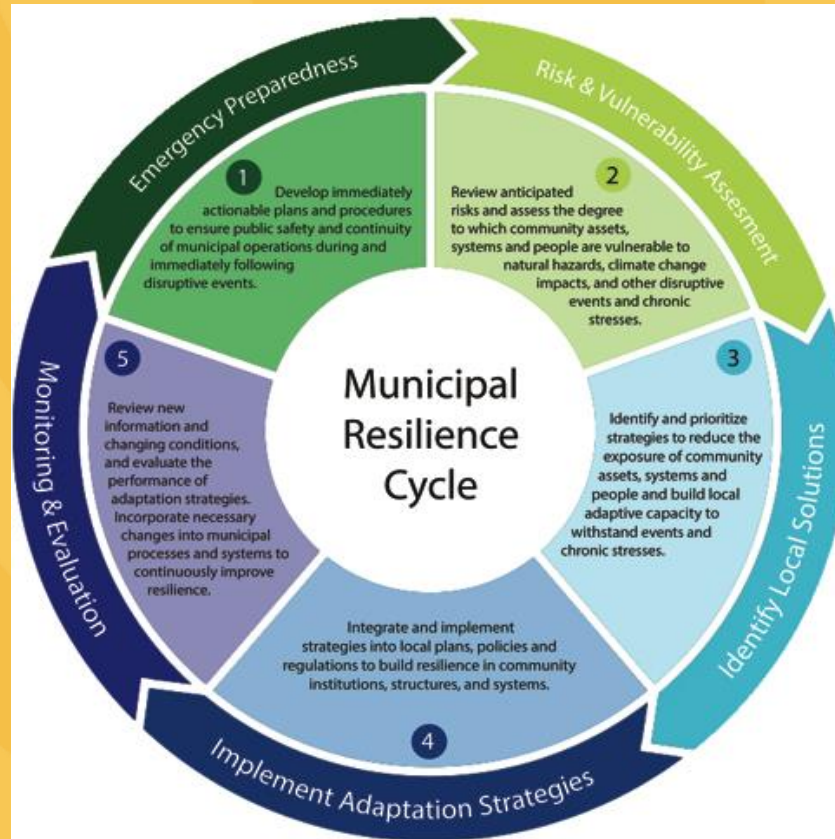 Emergency Preparedness
1
Develop immediately
actionable plans and procedures
to ensure public safety and continuity
of municipal operations during and
immediately following
disruptive events.
Risk & Vulnerability Assesment
2
Review anticipated
risks and assess the degree
to which community assets,
systems and people are vulnerable to
natural hazards, climate change
impacts, and other disruptive
events and chronic
stresses.
Identify Local Solutions
3
Identify and prioritize
strategies to reduce the
exposure of community
assets, systems and
people and build local
adaptive capacity to
withstand events and
chronic stresses.
Implement Adaptation Strategies
4
Integrate and implement
strategies into local plans, policies and
regulations to build resilience in community
institutions, structures, and systems.
Monitoring & Evaluation
5
Review new
information and
changing conditions,
and evaluate the
performance of
adaptation strategies.
Incorporate necessary
changes into municipal
processes and systems to
continuously improve
resilience.
Municipal
Resilience
Cycle